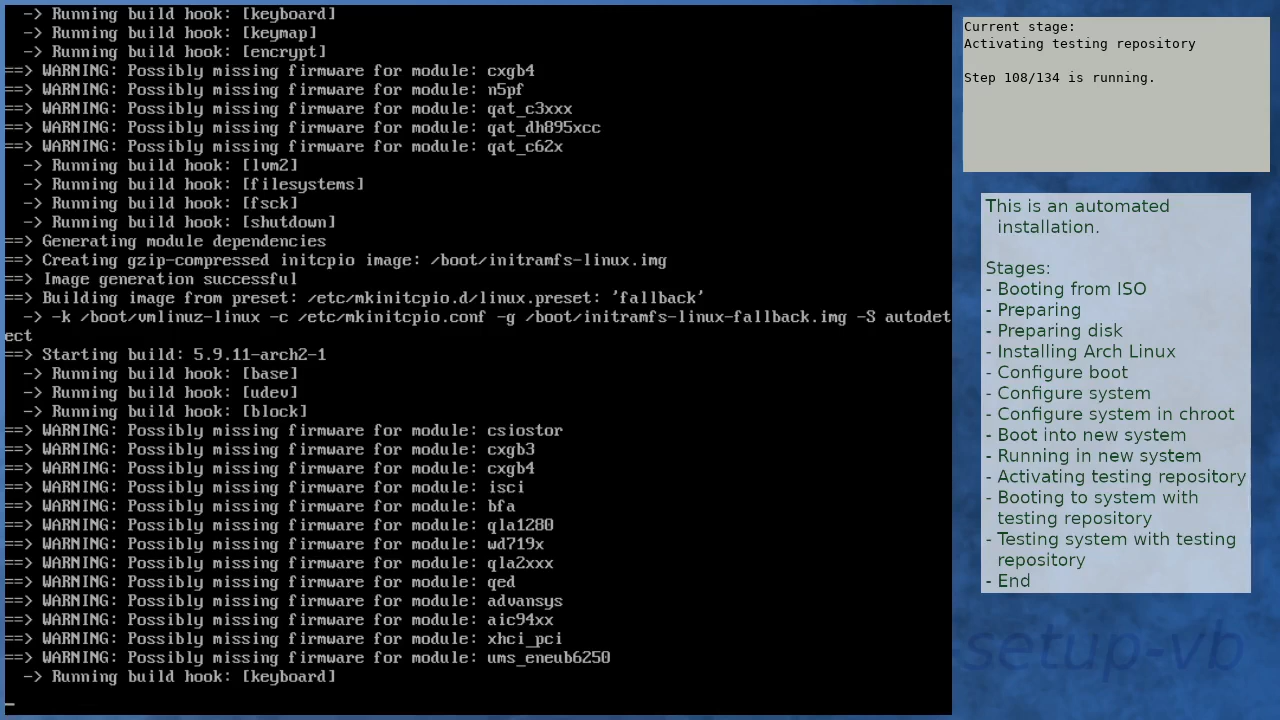 -> Running build hook: [keyboard]
-> Running build hook: [keymap]
-> Running build hook: [encrypt]
==> WARNING: Possibly missing firmware for module: cxgb4
==> WARNING: Possibly missing firmware for module: n5pf
==> WARNING: Possibly missing firmware for module: qat_c3xxx
==> WARNING: Possibly missing firmware for module: qat_dh895xcc
==> WARNING: Possibly missing firmware for module: qat_c62x
-> Running build hook: [lvm2]
-> Running build hook: [filesystems]
-> Running build hook: [fsck]
-> Running build hook: [shutdown]
==> Generating module dependencies
==> Creating gzip-compressed initcpio image: /boot/initramfs-linux.img
==> Image generation successful
==> Building image from preset: /etc/mkinitcpio.d/linux.preset: 'fallback'
-> -k /boot/vmlinuz-linux -c /etc/mkinitcpio.conf -g /boot/initramfs-linux-fallback.img -S autodet
ect
==> Starting build: 5.9.11-arch2-1
-> Running build hook: [base]
-> Running build hook: [udev]
-> Running build hook: [block]
==> WARNING: Possibly missing firmware for module: csiostor
==> WARNING: Possibly missing firmware for module: cxgb3
==> WARNING: Possibly missing firmware for module: cxgb4
==> WARNING: Possibly missing firmware for module: isci
==> WARNING: Possibly missing firmware for module: bfa
==> WARNING: Possibly missing firmware for module: qla1280
==> WARNING: Possibly missing firmware for module: wd719x
==> WARNING: Possibly missing firmware for module: qla2xxx
==> WARNING: Possibly missing firmware for module: qed
==> WARNING: Possibly missing firmware for module: advansys
==> WARNING: Possibly missing firmware for module: aic94xx
==> WARNING: Possibly missing firmware for module: xhci_pci
==> WARNING: Possibly missing firmware for module: ums_eneub6250
-> Running build hook: [keyboard]
_
Current stage:
Activating testing repository
Step 108/134 is running.
This is an automated
installation.
Stages:
- Booting from ISO
- Preparing
- Preparing disk
- Installing Arch Linux
- Configure boot
- Configure system
- Configure system in chroot
- Boot into new system
- Running in new system
- Activating testing repository
- Booting to system with
testing repository
- Testing system with testing
repository
- End
setup-vb